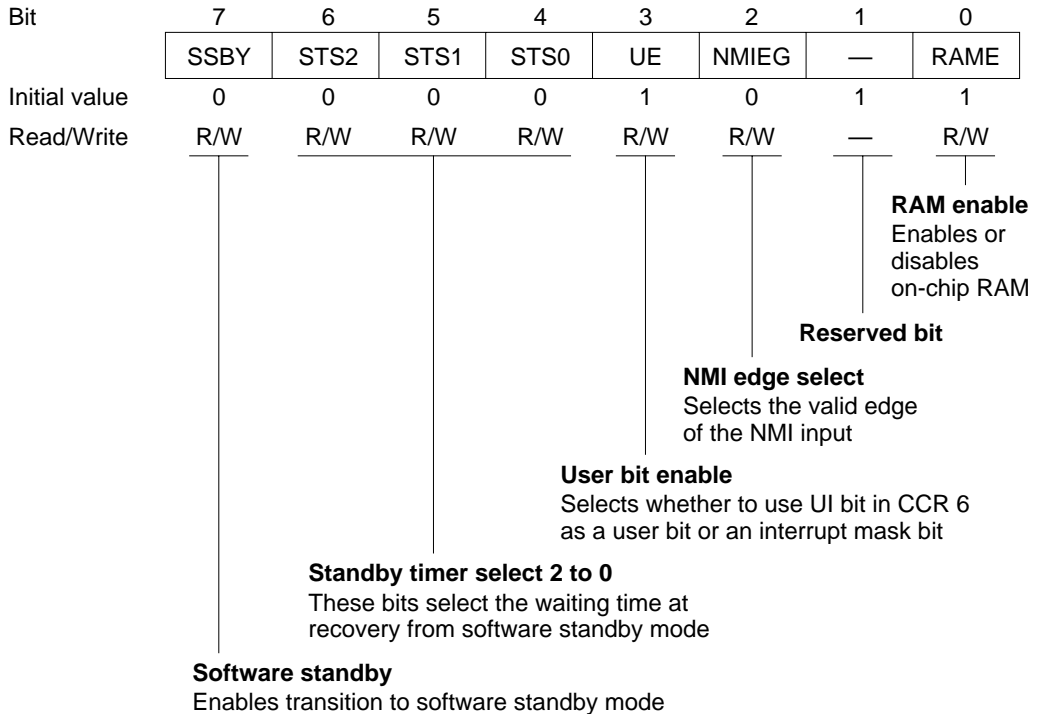 Bit 7 6 5 4 3 2 1 0
SSBY STS2 STS1 STS0 UE NMIEG — RAME
Initial value 0 0 0 0 1 0 1 1
Read/Write R/W R/W R/W R/W R/W R/W — R/W
RAM enable
Enables or
disables
on-chip RAM
Reserved bit
NMI edge select
Selects the valid edge
of the NMI input
User bit enable
Selects whether to use UI bit in CCR 6
as a user bit or an interrupt mask bit
Standby timer select 2 to 0
These bits select the waiting time at
recovery from software standby mode
Software standby
Enables transition to software standby mode